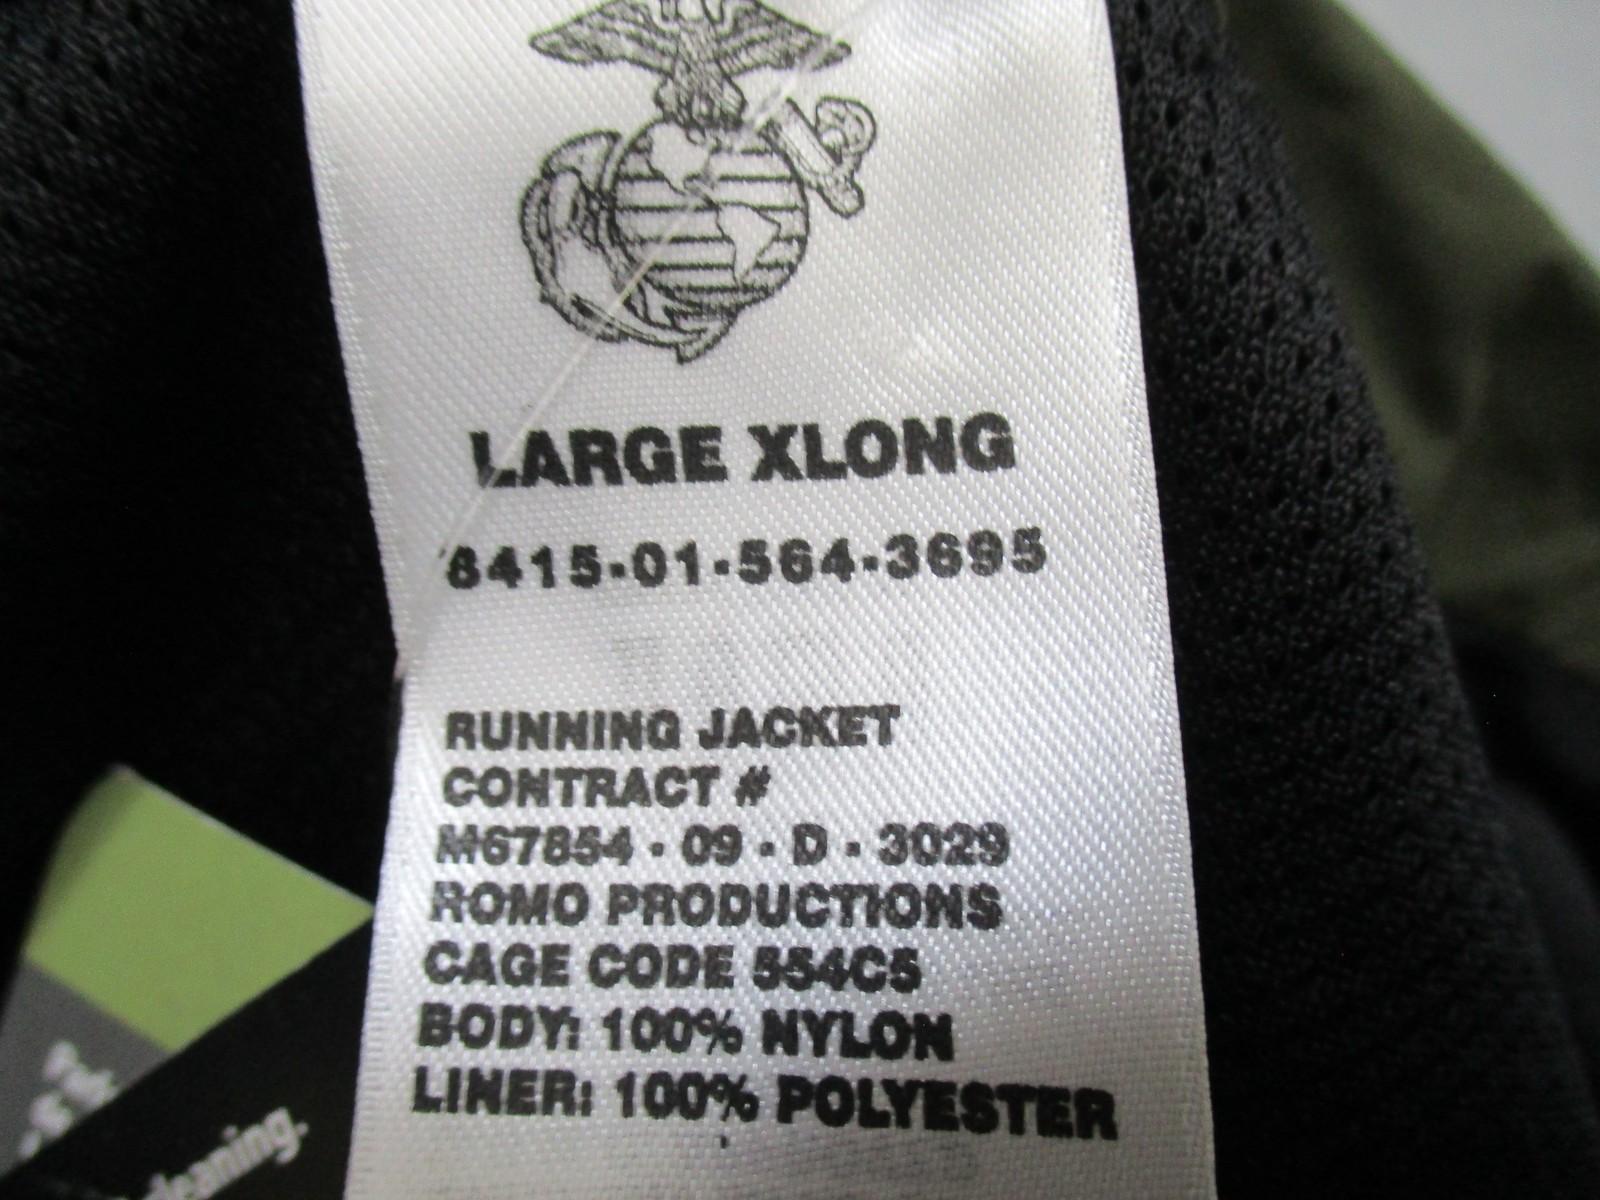 LARGE XLONG
8415-01-564-3695
RUNNING JACKET
CONTRACT #
M67854 - 09 - D - 3029
ROMO PRODUCTIONS
CAGE CODE 554C5
BODY: 100% NYLON
LINER: 100% POLYESTER
cleaning.